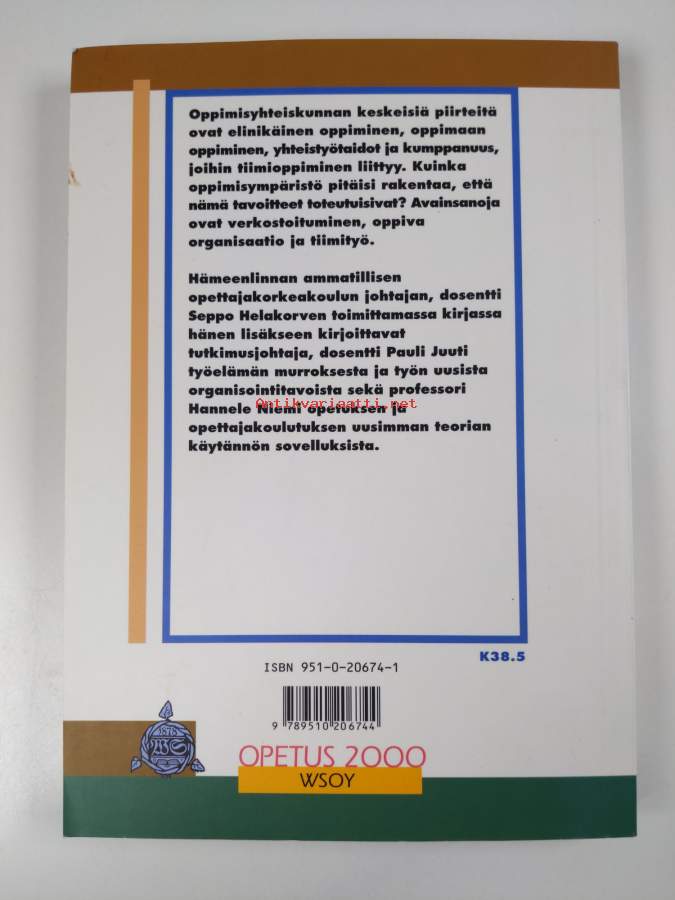 Oppimisyhteiskunnan keskeisiä piirteitä
ovat elinikäinen oppiminen, oppimaan
oppiminen, yhteistyötaidot ja kumppanuus,
joihin tiimioppiminen liittyy. Kuinka
oppimisympäristö pitäisi rakentaa, että
nämä tavoitteet toteutuisivat? Avainsanoja
ovat verkostoituminen, oppiva
organisaatio ja tiimityö.
Hämeenlinnan ammatillisen
opettajakorkeakoulun johtajan, dosentti
Seppo Helakorven toimittamassa kirjassa
hänen lisäkseen kirjoittavat
tutkimusjohtaja, dosentti Pauli Juuti
työelämän murroksesta ja työn uusista
organisointitavoista sekä professori
Antikvariaatti.net
Hannele Niemi opetuksen ja
opettajakoulutuksen uusimman teorian
käytännön sovelluksista.
K38.5
ISBN 951-0-20674-1
9 789510 206744
1878
WS
OPETUS 2000
WSOY